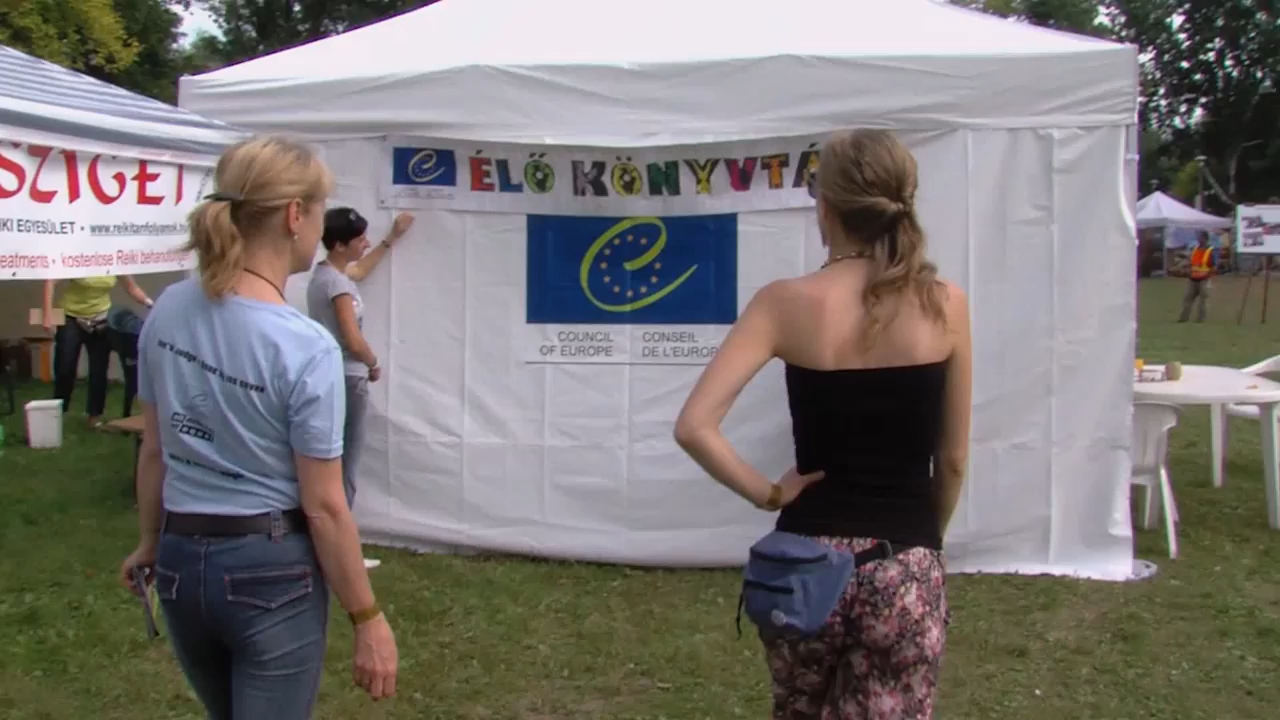 SZIGET
KI EGYESÜLET • www.reikitanfolyamok.hu
eatments • kostenlose Reiki behandlungen
ÉLŐ KÖNYVTÁ
COUNCIL OF EUROPE
CONSEIL DE L'EUROP